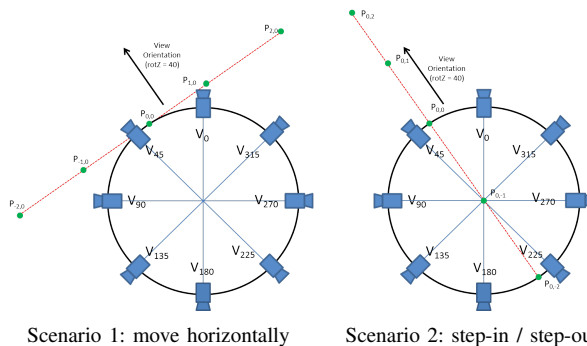 P2,0
View
Orientation
(rotZ = 40)
P1,0
P0,0
V0
V45
V315
P-1,0
V90
V270
P-2,0
V135
V225
V180
Scenario 1: move horizontally
P0,2
View
Orientation
(rotZ = 40)
P0,1
P0,0
V0
V45
V315
P0,-1
V90
V270
V135
V225
V180
P0,-2
Scenario 2: step-in / step-ou